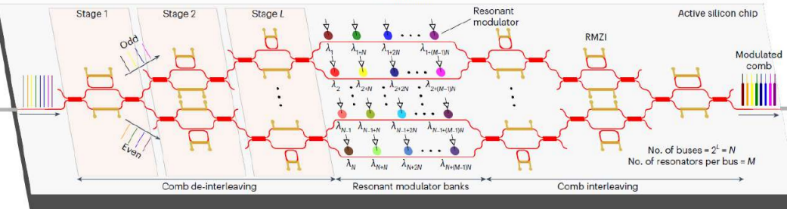 Stage 1
Stage 2
Stage L
Resonant
modulator
Active silicon chip
Odd
Even
λ₁
λ₁₊N
λ₁₊₂N
λ₁₊(M-1)N
RMZI
Modulated
comb
λ₂
λ₂₊N
λ₂₊₂N
λ₂₊(M-1)N
λN-1
λN-1+N
λN-1+2N
λN-1+(M-1)N
λN
λN+N
λN+2N
λN+(M-1)N
No. of buses = 2ᴸ = N
No. of resonators per bus = M
Comb de-interleaving
Resonant modulator banks
Comb interleaving